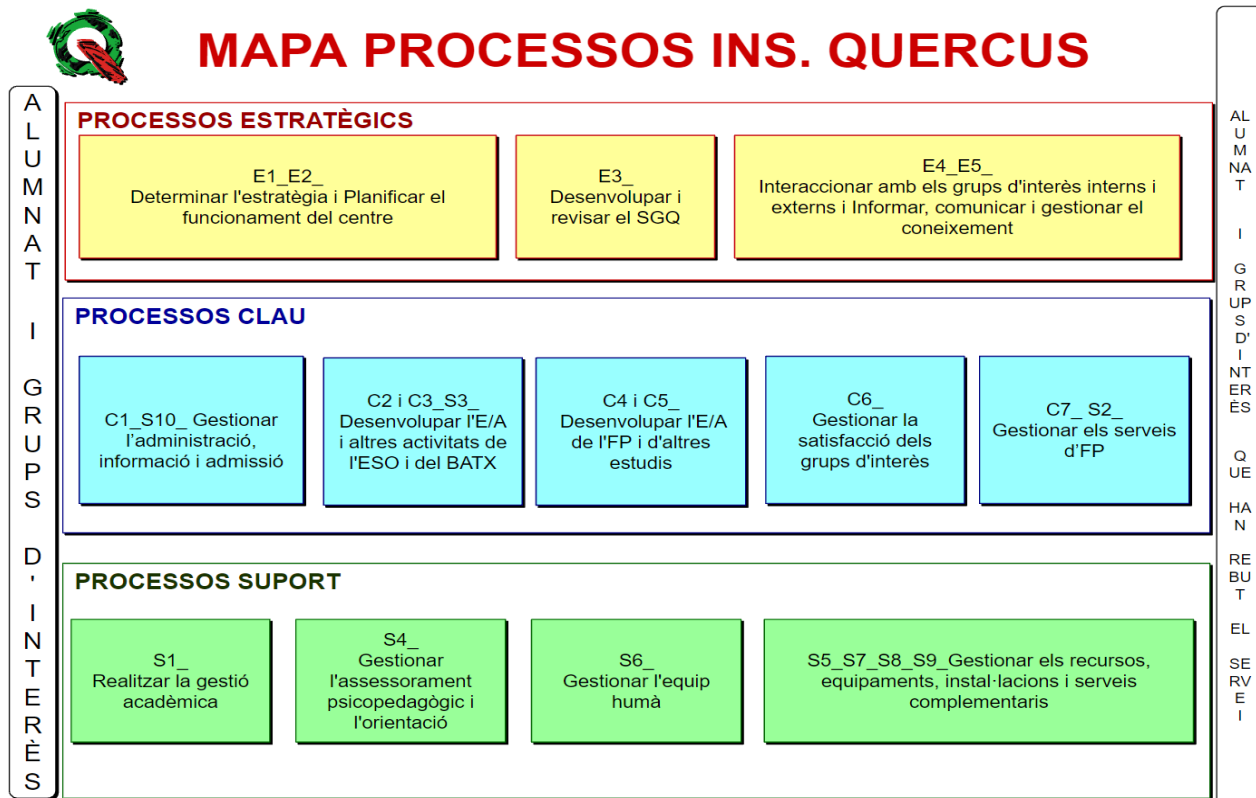 MAPA PROCESSOS INS. QUERCUS
ALUMNAT I GRUPS D'INTERÈS
PROCESSOS ESTRATÈGICS
E1_E2_
Determinar l'estratègia i Planificar el
funcionament del centre
E3_
Desenvolupar i
revisar el SGQ
E4_E5_
Interaccionar amb els grups d'interès interns i
externs i Informar, comunicar i gestionar el
coneixement
PROCESSOS CLAU
C1_S10_ Gestionar
l'administració,
informació i admissió
C2 i C3_S3_
Desenvolupar l'E/A
i altres activitats de
l'ESO i del BATX
C4 i C5_
Desenvolupar l'E/A
de l'FP i d'altres
estudis
C6_
Gestionar la
satisfacció dels
grups d'interès
C7_ S2_
Gestionar els serveis
d’FP
PROCESSOS SUPORT
S1_
Realitzar la gestió
acadèmica
S4_
Gestionar
l'assessorament
psicopedagògic i
l'orientació
S6_
Gestionar l'equip
humà
S5_S7_S8_S9_Gestionar els recursos,
equipaments, instal·lacions i serveis
complementaris
ALUMNAT I GRUPS D'INTERÈS QUE HAN REBUT EL SERVEI